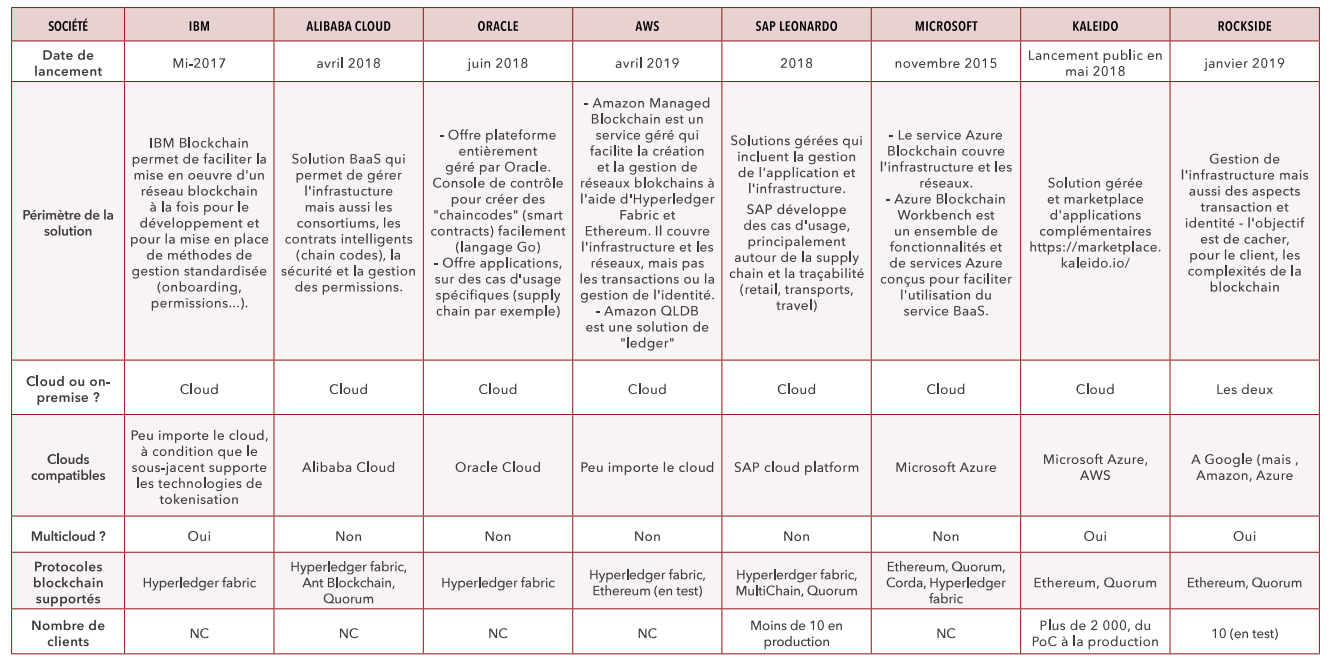 SOCIÉTÉ
IBM
ALIBABA CLOUD
ORACLE
AWS
SAP LEONARDO
MICROSOFT
KALEIDO
ROCKSIDE
Date de
lancement
Mi-2017
avril 2018
juin 2018
avril 2019
2018
novembre 2015
Lancement public en
mai 2018
janvier 2019
Périmètre de la
solution
IBM Blockchain
permet de faciliter la
mise en oeuvre d'un
réseau blockchain
à la fois pour le
développement et
pour la mise en place
de méthodes de
gestion standardisée
(onboarding,
permissions...).
Solution BaaS qui
permet de gérer
l'infrastucture
mais aussi les
consortiums, les
contrats intelligents
(chain codes), la
sécurité et la gestion
des permissions.
- Offre plateforme
entièrement
géré par Oracle.
Console de contrôle
pour créer des
"chaincodes" (smart
contracts) facilement
(langage Go)
- Offre applications,
sur des cas d'usage
spécifiques (supply
chain par exemple)
- Amazon Managed
Blockchain est un
service géré qui
facilite la création
et la gestion de
réseaux blokchains à
l'aide d'Hyperledger
Fabric et
Ethereum. Il couvre
l'infrastructure et les
réseaux, mais pas
les transactions ou la
gestion de l'identité.
- Amazon QLDB
est une solution de
"ledger"
Solutions gérées qui
incluent la gestion
de l'application et
l'infrastructure.
SAP développe
des cas d'usage,
principalement
autour de la supply
chain et la traçabilité
(retail, transports,
travel)
- Le service Azure
Blockchain couvre
l'infrastructure et les
réseaux.
- Azure Blockchain
Workbench est
un ensemble de
fonctionnalités et
de services Azure
conçus pour faciliter
l'utilisation du
service BaaS.
Solution gérée
et marketplace
d'applications
complémentaires
https://marketplace.
kaleido.io/
Gestion de
l'infrastructure mais
aussi des aspects
transaction et
identité - l'objectif
est de cacher,
pour le client, les
complexités de la
blockchain
Cloud ou on-
premise ?
Cloud
Cloud
Cloud
Cloud
Cloud
Cloud
Cloud
Les deux
Clouds
compatibles
Peu importe le cloud,
à condition que le
sous-jacent supporte
les technologies de
tokenisation
Alibaba Cloud
Oracle Cloud
Peu importe le cloud
SAP cloud platform
Microsoft Azure
Microsoft Azure,
AWS
A Google (mais ,
Amazon, Azure
Multicloud ?
Oui
Non
Non
Non
Non
Non
Oui
Oui
Protocoles
blockchain
supportés
Hyperledger fabric
Hyperledger fabric,
Ant Blockchain,
Quorum
Hyperledger fabric
Hyperledger fabric,
Ethereum (en test)
Hyperlerdger fabric,
MultiChain, Quorum
Ethereum, Quorum,
Corda, Hyperledger
fabric
Ethereum, Quorum
Ethereum, Quorum
Nombre de
clients
NC
NC
NC
NC
Moins de 10 en
production
NC
Plus de 2 000, du
PoC à la production
10 (en test)